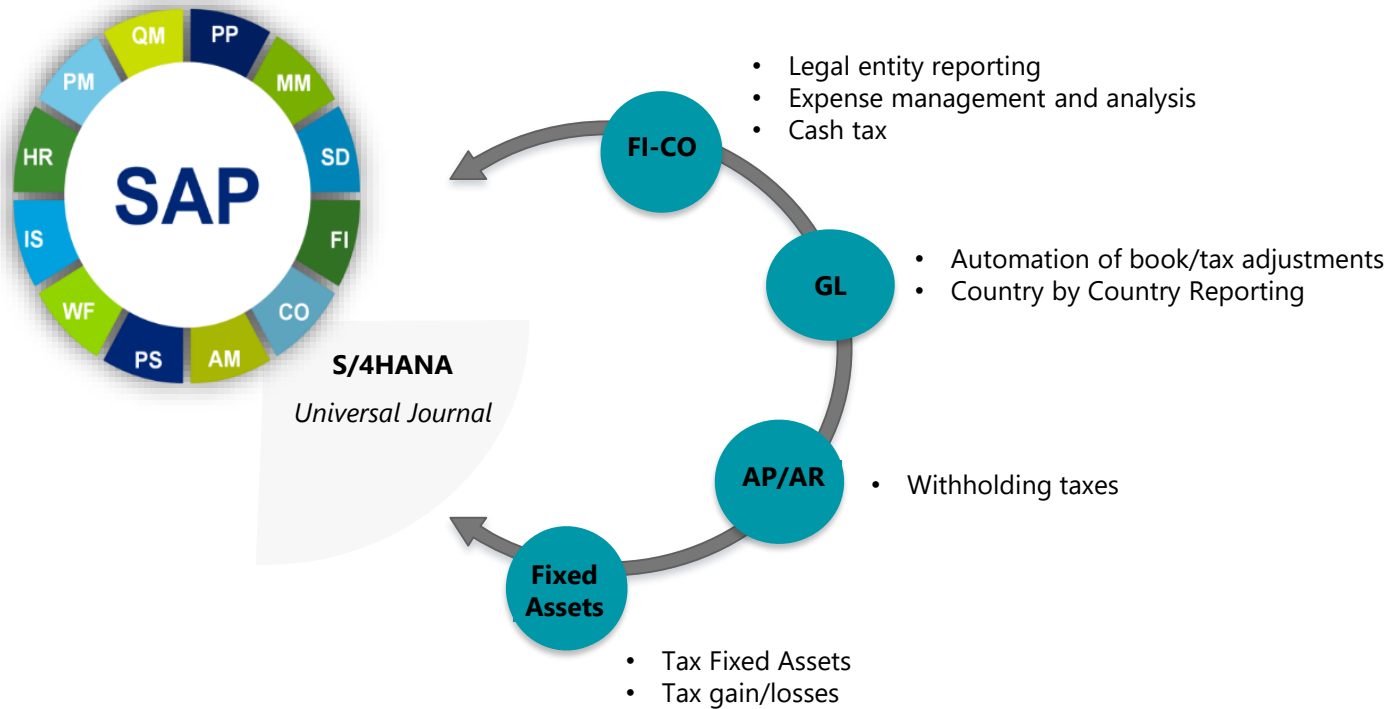 QM
PP
PM
MM
HR
SD
SAP
IS
FI
WF
CO
PS
AM
S/4HANA
Universal Journal
FI-CO
• Legal entity reporting
• Expense management and analysis
• Cash tax
GL
• Automation of book/tax adjustments
• Country by Country Reporting
AP/AR
• Withholding taxes
Fixed
Assets
• Tax Fixed Assets
• Tax gain/losses